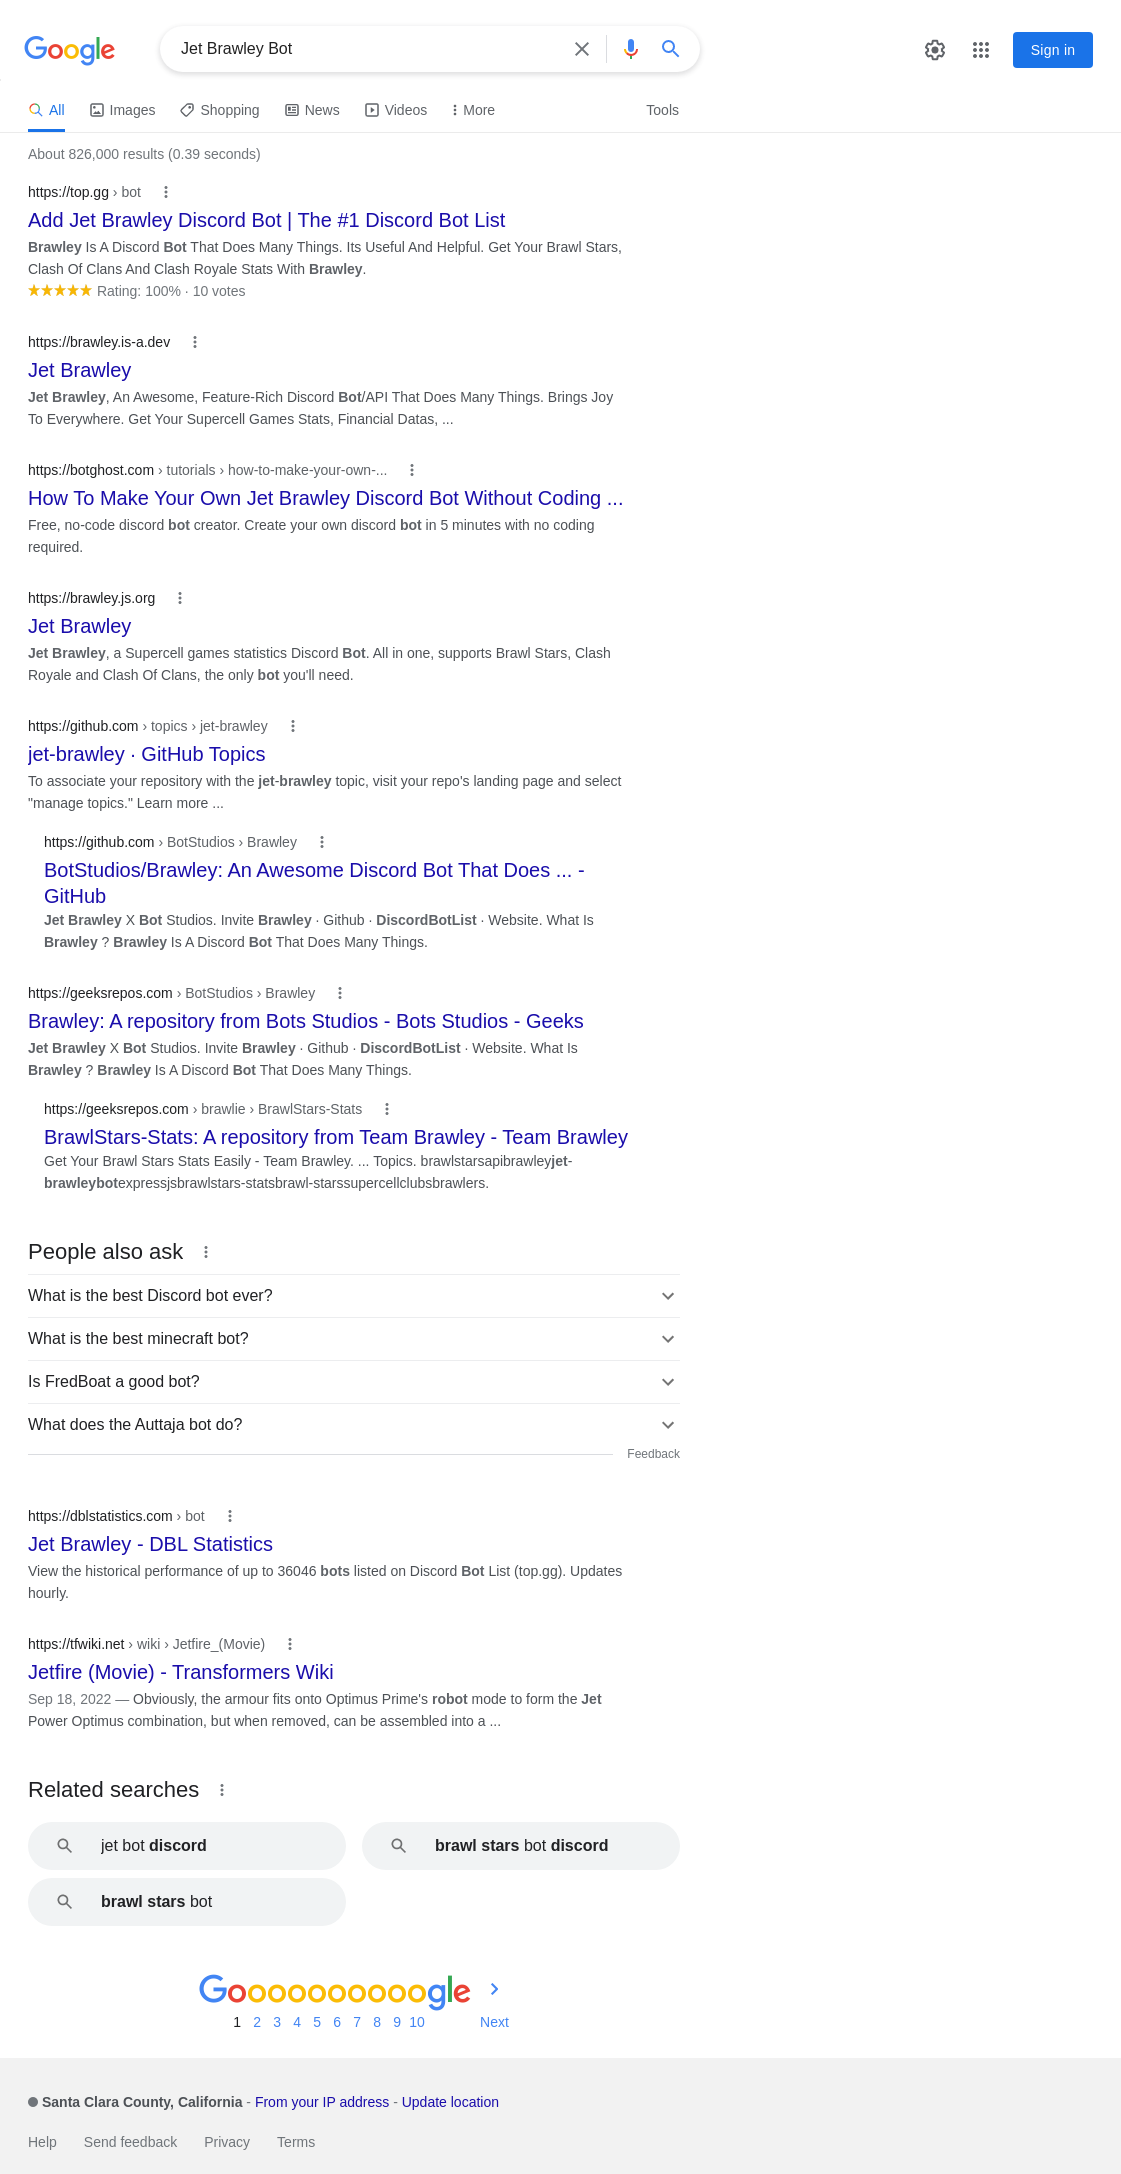 Google
Jet Brawley Bot
Sign in
All Images Shopping News Videos More Tools
About 826,000 results (0.39 seconds)
https://top.gg › bot
Add Jet Brawley Discord Bot | The #1 Discord Bot List
Brawley Is A Discord Bot That Does Many Things. Its Useful And Helpful. Get Your Brawl Stars,
Clash Of Clans And Clash Royale Stats With Brawley.
Rating: 100% · 10 votes
https://brawley.is-a.dev
Jet Brawley
Jet Brawley, An Awesome, Feature-Rich Discord Bot/API That Does Many Things. Brings Joy
To Everywhere. Get Your Supercell Games Stats, Financial Datas, ...
https://botghost.com › tutorials › how-to-make-your-own-...
How To Make Your Own Jet Brawley Discord Bot Without Coding ...
Free, no-code discord bot creator. Create your own discord bot in 5 minutes with no coding
required.
https://brawley.js.org
Jet Brawley
Jet Brawley, a Supercell games statistics Discord Bot. All in one, supports Brawl Stars, Clash
Royale and Clash Of Clans, the only bot you'll need.
https://github.com › topics › jet-brawley
jet-brawley · GitHub Topics
To associate your repository with the jet-brawley topic, visit your repo's landing page and select
"manage topics." Learn more ...
https://github.com › BotStudios › Brawley
BotStudios/Brawley: An Awesome Discord Bot That Does ... -
GitHub
Jet Brawley X Bot Studios. Invite Brawley · Github · DiscordBotList · Website. What Is
Brawley ? Brawley Is A Discord Bot That Does Many Things.
https://geeksrepos.com › BotStudios › Brawley
Brawley: A repository from Bots Studios - Bots Studios - Geeks
Jet Brawley X Bot Studios. Invite Brawley · Github · DiscordBotList · Website. What Is
Brawley ? Brawley Is A Discord Bot That Does Many Things.
https://geeksrepos.com › brawlie › BrawlStars-Stats
BrawlStars-Stats: A repository from Team Brawley - Team Brawley
Get Your Brawl Stars Stats Easily - Team Brawley. ... Topics. brawlstarsapibrawleyjet-
brawleybotexpressjsbrawlstars-statsbrawl-starssupercellclubsbrawlers.
People also ask
What is the best Discord bot ever?
What is the best minecraft bot?
Is FredBoat a good bot?
What does the Auttaja bot do?
Feedback
https://dblstatistics.com › bot
Jet Brawley - DBL Statistics
View the historical performance of up to 36046 bots listed on Discord Bot List (top.gg). Updates
hourly.
https://tfwiki.net › wiki › Jetfire_(Movie)
Jetfire (Movie) - Transformers Wiki
Sep 18, 2022 — Obviously, the armour fits onto Optimus Prime's robot mode to form the Jet
Power Optimus combination, but when removed, can be assembled into a ...
Related searches
jet bot discord
brawl stars bot discord
brawl stars bot
Goooooooooogle
1 2 3 4 5 6 7 8 9 10 Next
Santa Clara County, California - From your IP address - Update location
Help Send feedback Privacy Terms